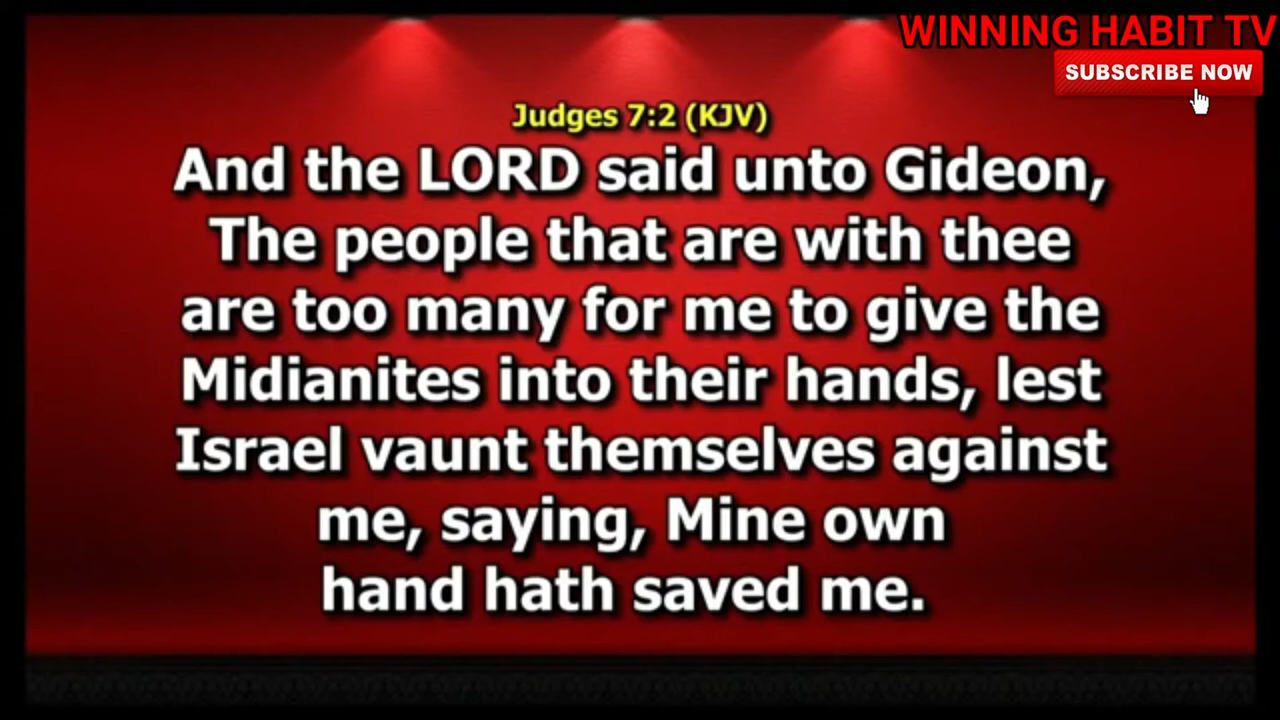 WINNING HABIT TV
SUBSCRIBE NOW
Judges 7:2 (KJV)
And the LORD said unto Gideon,
The people that are with thee
are too many for me to give the
Midianites into their hands, lest
Israel vaunt themselves against
me, saying, Mine own
hand hath saved me.